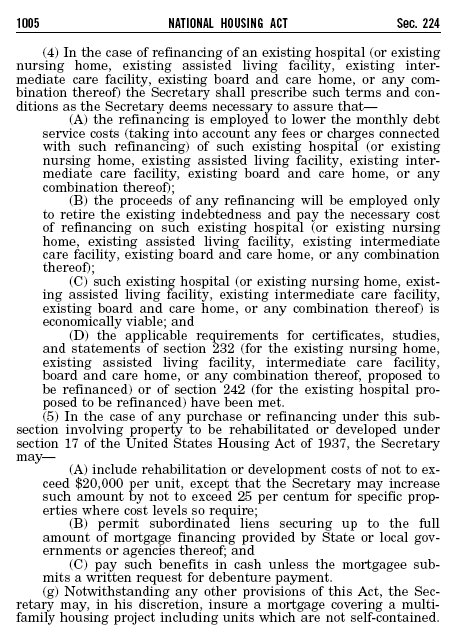 1005 NATIONAL HOUSING ACT Sec. 224
(4) In the case of refinancing of an existing hospital (or existing
nursing home, existing assisted living facility, existing inter-
mediate care facility, existing board and care home, or any com-
bination thereof) the Secretary shall prescribe such terms and con-
ditions as the Secretary deems necessary to assure that—
(A) the refinancing is employed to lower the monthly debt
service costs (taking into account any fees or charges connected
with such refinancing) of such existing hospital (or existing
nursing home, existing assisted living facility, existing inter-
mediate care facility, existing board and care home, or any
combination thereof);
(B) the proceeds of any refinancing will be employed only
to retire the existing indebtedness and pay the necessary cost
of refinancing on such existing hospital (or existing nursing
home, existing assisted living facility, existing intermediate
care facility, existing board and care home, or any combination
thereof);
(C) such existing hospital (or existing nursing home, exist-
ing assisted living facility, existing intermediate care facility,
existing board and care home, or any combination thereof) is
economically viable; and
(D) the applicable requirements for certificates, studies,
and statements of section 232 (for the existing nursing home,
existing assisted living facility, intermediate care facility,
board and care home, or any combination thereof, proposed to
be refinanced) or of section 242 (for the existing hospital pro-
posed to be refinanced) have been met.
(5) In the case of any purchase or refinancing under this sub-
section involving property to be rehabilitated or developed under
section 17 of the United States Housing Act of 1937, the Secretary
may—
(A) include rehabilitation or development costs of not to ex-
ceed $20,000 per unit, except that the Secretary may increase
such amount by not to exceed 25 per centum for specific prop-
erties where cost levels so require;
(B) permit subordinated liens securing up to the full
amount of mortgage financing provided by State or local gov-
ernments or agencies thereof; and
(C) pay such benefits in cash unless the mortgagee sub-
mits a written request for debenture payment.
(g) Notwithstanding any other provisions of this Act, the Sec-
retary may, in his discretion, insure a mortgage covering a multi-
family housing project including units which are not self-contained.